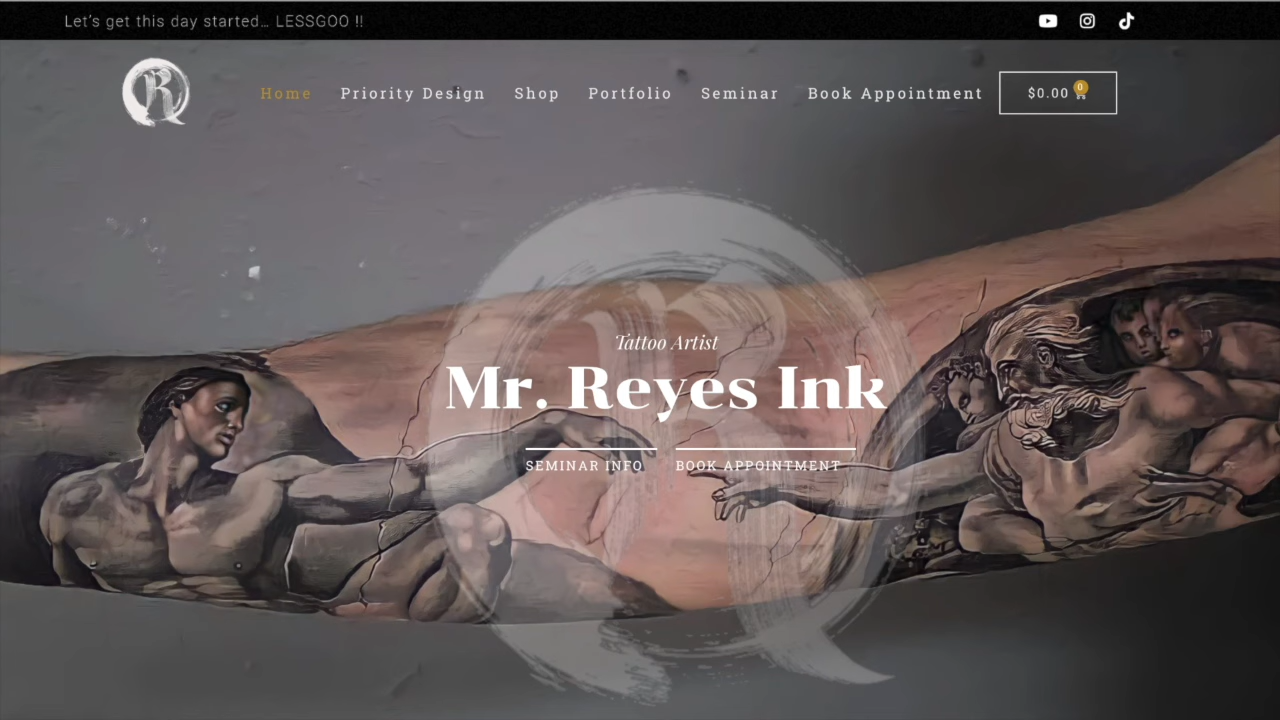 Let's get this day started... LESSGOO !!
Home Priority Design Shop Portfolio Seminar Book Appointment $0.00 0
R
Tattoo Artist
Mr. Reyes Ink
SEMINAR INFO BOOK APPOINTMENT